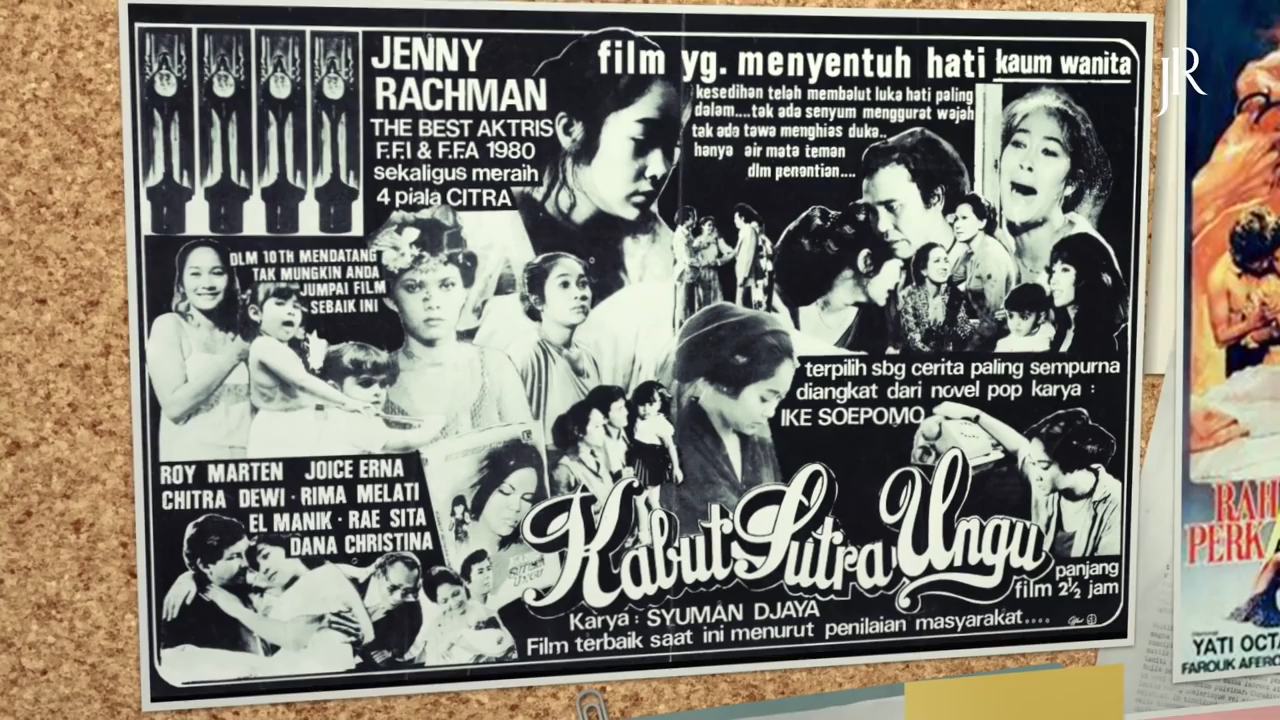 JENNY
RACHMAN
THE BEST AKTRIS
F.F.I & F.F.A 1980
sekaligus meraih
4 piala CITRA
film yg. menyentuh hati kaum wanita
kesedihan telah membalut luka hati paling
dalam....tak ada senyum menggurat wajah
tak ada tawa menghias duka..
hanya air mata teman
dlm penantian....
JR
DLM 10TH MENDATANG
TAK MUNGKIN ANDA
JUMPAI FILM
SEBAIK INI
terpilih sbg cerita paling sempurna
diangkat dari novel pop karya :
IKE SOEPOMO
ROY MARTEN JOICE ERNA
CHITRA DEWI · RIMA MELATI
EL MANIK · RAE SITA
DANA CHRISTINA
Kabut Sutra Ungu
panjang
film 2½ jam
Karya : SYUMAN DJAYA
Film terbaik saat ini menurut penilaian masyarakat....
RAH
PERKA
YATI OCTA
FAROUK AFERO